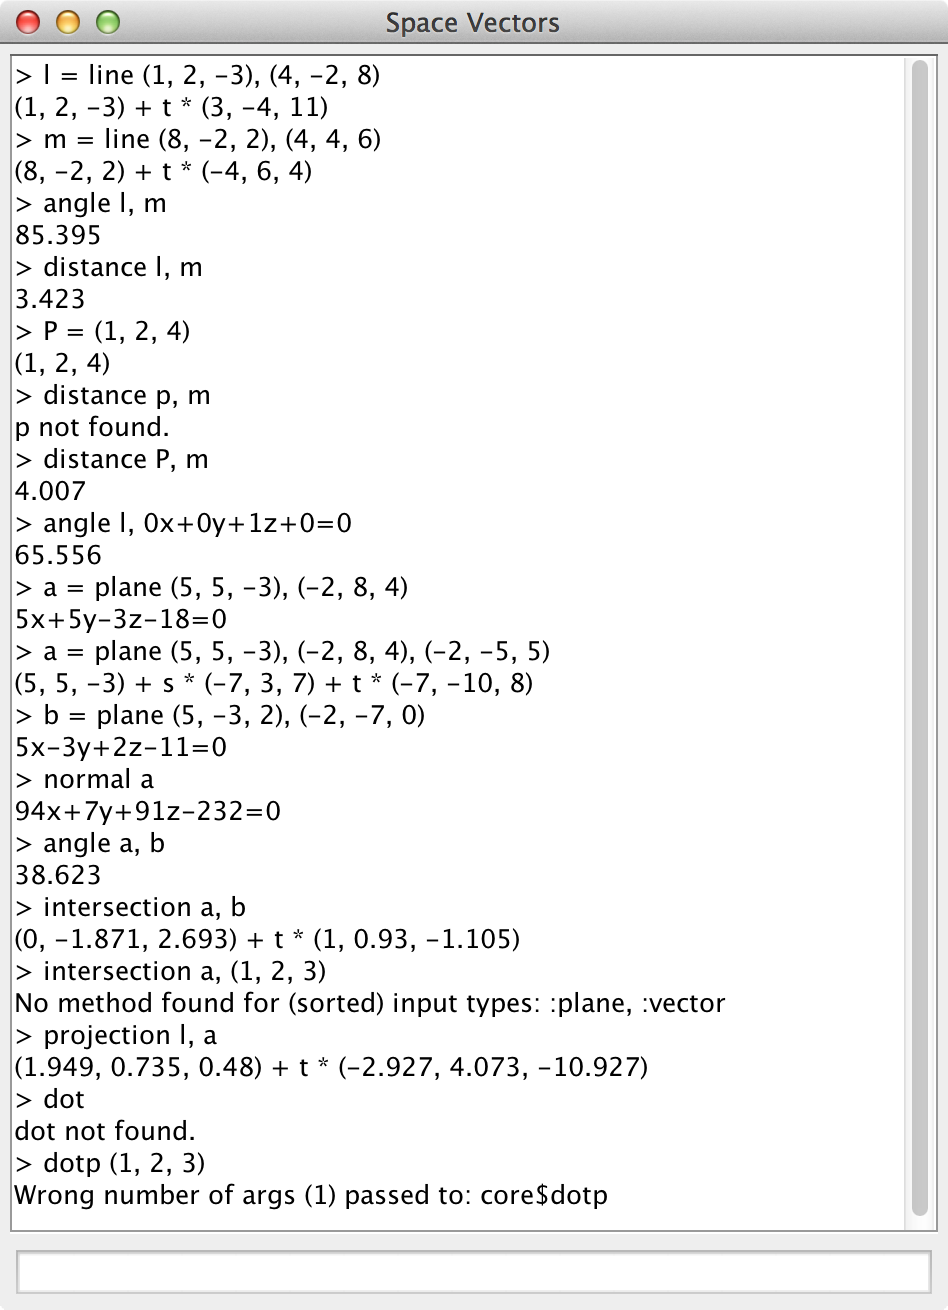 Space Vectors
> l = line (1, 2, −3), (4, −2, 8)
(1, 2, −3) + t * (3, −4, 11)
> m = line (8, −2, 2), (4, 4, 6)
(8, −2, 2) + t * (−4, 6, 4)
> angle l, m
85.395
> distance l, m
3.423
> P = (1, 2, 4)
(1, 2, 4)
> distance p, m
p not found.
> distance P, m
4.007
> angle l, 0x+0y+1z+0=0
65.556
> a = plane (5, 5, −3), (−2, 8, 4)
5x+5y−3z−18=0
> a = plane (5, 5, −3), (−2, 8, 4), (−2, −5, 5)
(5, 5, −3) + s * (−7, 3, 7) + t * (−7, −10, 8)
> b = plane (5, −3, 2), (−2, −7, 0)
5x−3y+2z−11=0
> normal a
94x+7y+91z−232=0
> angle a, b
38.623
> intersection a, b
(0, −1.871, 2.693) + t * (1, 0.93, −1.105)
> intersection a, (1, 2, 3)
No method found for (sorted) input types: :plane, :vector
> projection l, a
(1.949, 0.735, 0.48) + t * (−2.927, 4.073, −10.927)
> dot
dot not found.
> dotp (1, 2, 3)
Wrong number of args (1) passed to: core$dotp